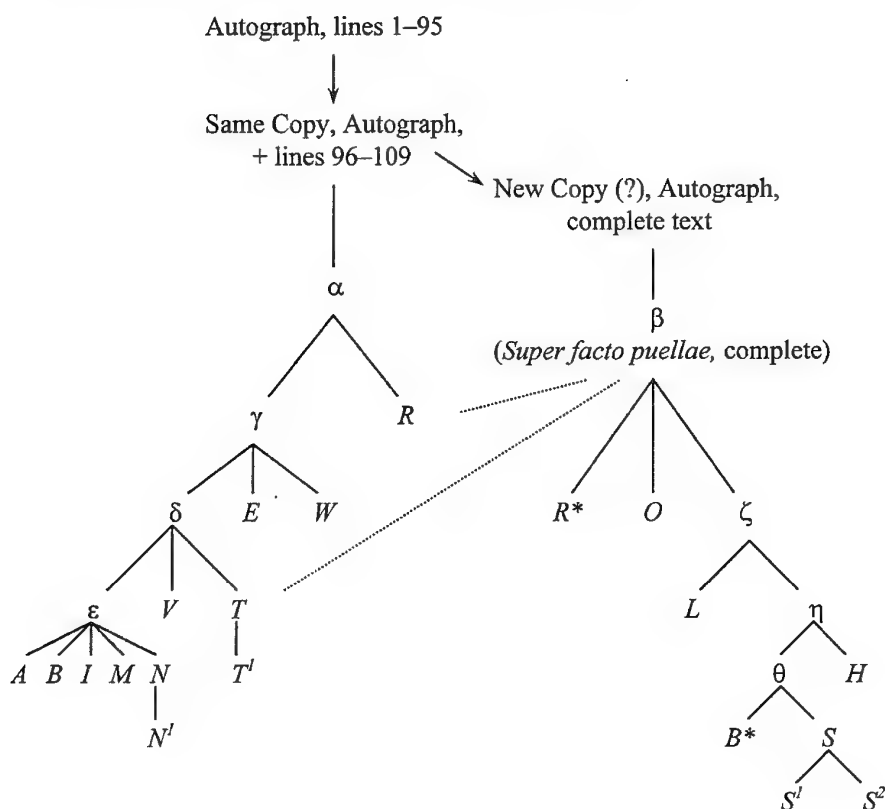 Autograph, lines 1–95
Same Copy, Autograph,
+ lines 96–109
New Copy (?), Autograph,
complete text
α
β
(Super facto puellae, complete)
γ R
δ E W R* O ζ
ε V T L η
A B I M N T¹ θ H
N¹ B* S
S¹ S²